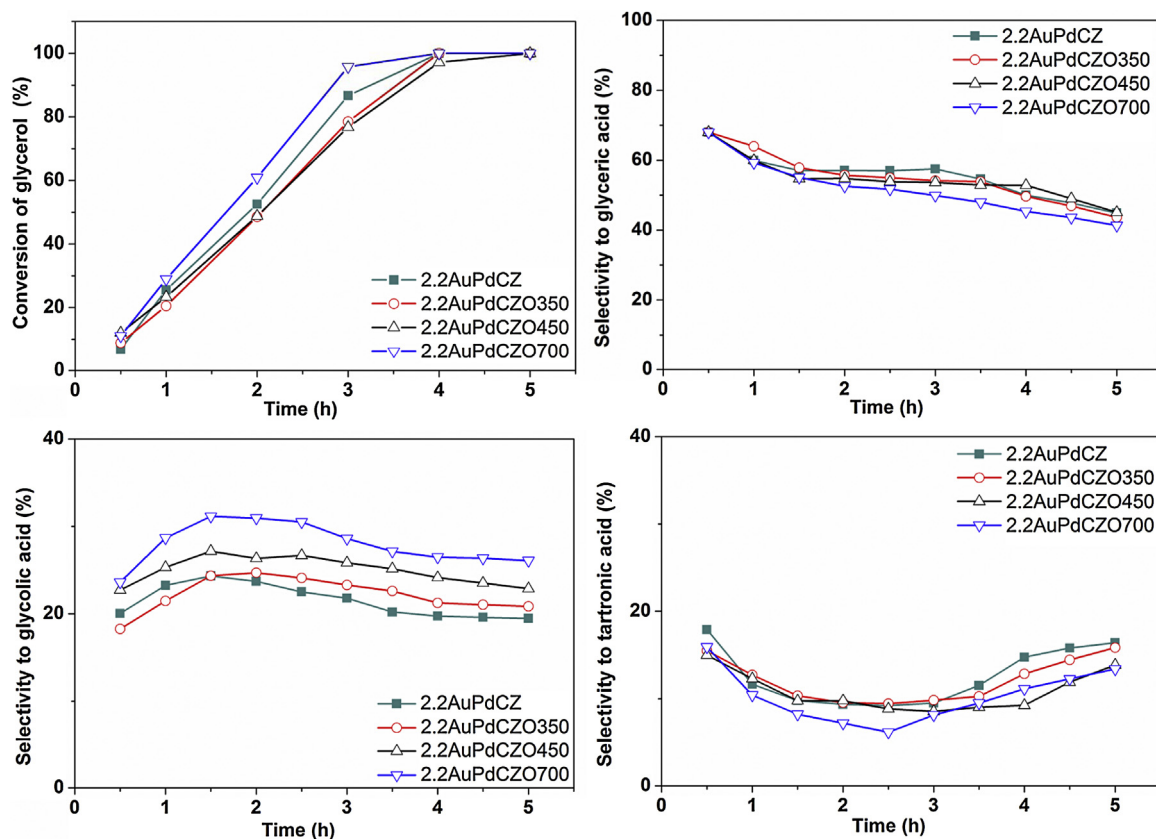 Conversion of glycerol (%)
100
80
60
40
20
0
2.2AuPdCZ
2.2AuPdCZO350
2.2AuPdCZO450
2.2AuPdCZO700
0
1
2
3
4
5
Time (h)
Selectivity to glyceric acid (%)
100
80
60
40
20
0
2.2AuPdCZ
2.2AuPdCZO350
2.2AuPdCZO450
2.2AuPdCZO700
0
1
2
3
4
5
Time (h)
Selectivity to glycolic acid (%)
40
20
0
2.2AuPdCZ
2.2AuPdCZO350
2.2AuPdCZO450
2.2AuPdCZO700
0
1
2
3
4
5
Time (h)
Selectivity to tartronic acid (%)
40
20
0
2.2AuPdCZ
2.2AuPdCZO350
2.2AuPdCZO450
2.2AuPdCZO700
0
1
2
3
4
5
Time (h)